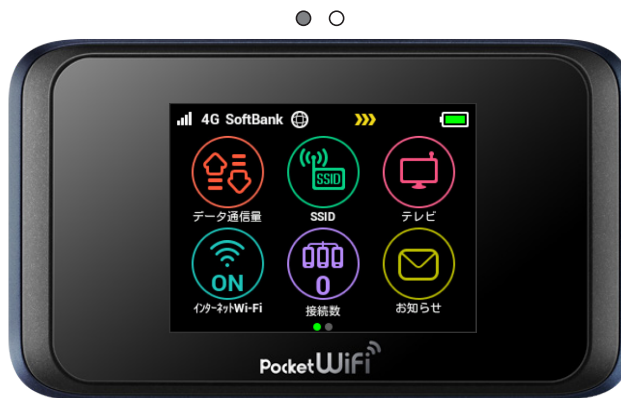 4G SoftBank
データ通信量
SSID
SSID
テレビ
ON
インターネットWi-Fi
0
接続数
お知らせ
Pocket WiFi